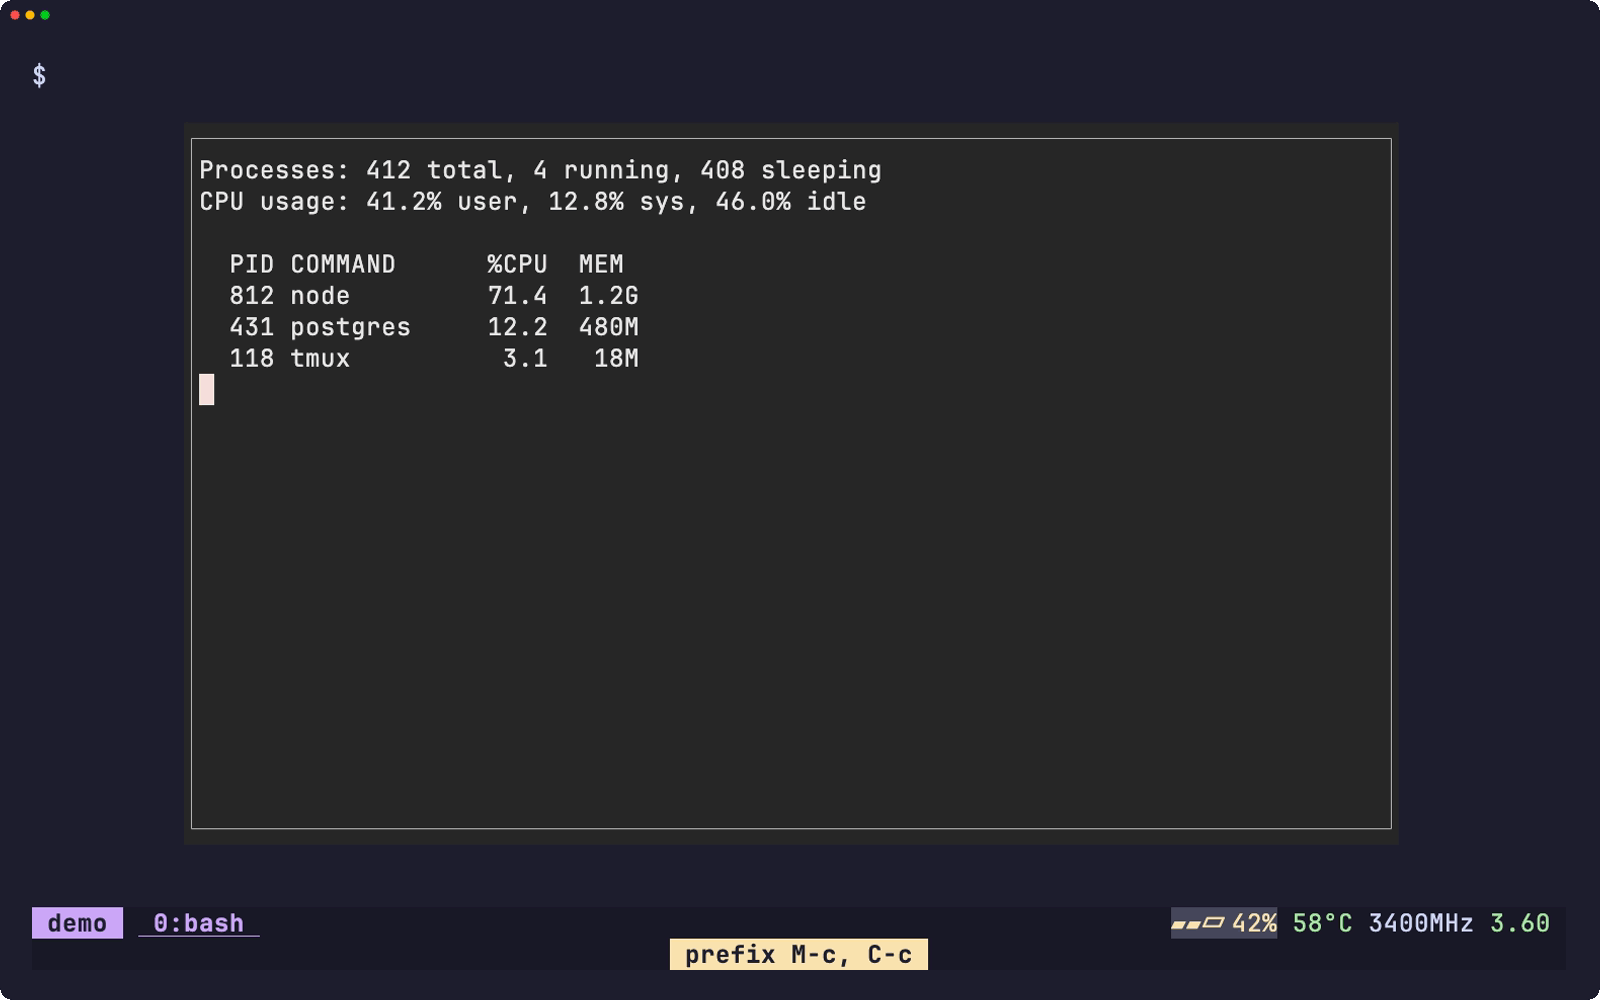 $
Processes: 412 total, 4 running, 408 sleeping
CPU usage: 41.2% user, 12.8% sys, 46.0% idle
  PID COMMAND      %CPU  MEM
  812 node         71.4  1.2G
  431 postgres     12.2  480M
  118 tmux          3.1   18M
demo 0:bash ▰▰▱ 42% 58°C 3400MHz 3.60
prefix M-c, C-c